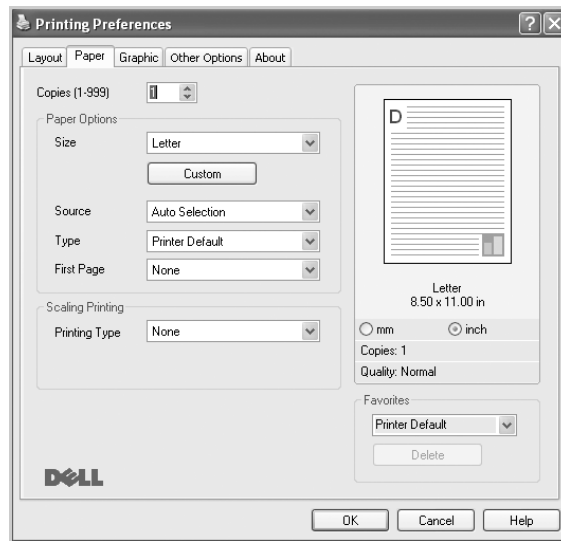 Printing Preferences
Layout Paper Graphic Other Options About
Copies (1-999) 1
Paper Options
Size Letter
Custom
Source Auto Selection
Type Printer Default
First Page None
Scaling Printing
Printing Type None
D
Letter
8.50 x 11.00 in
mm inch
Copies: 1
Quality: Normal
Favorites
Printer Default
Delete
DELL
OK Cancel Help